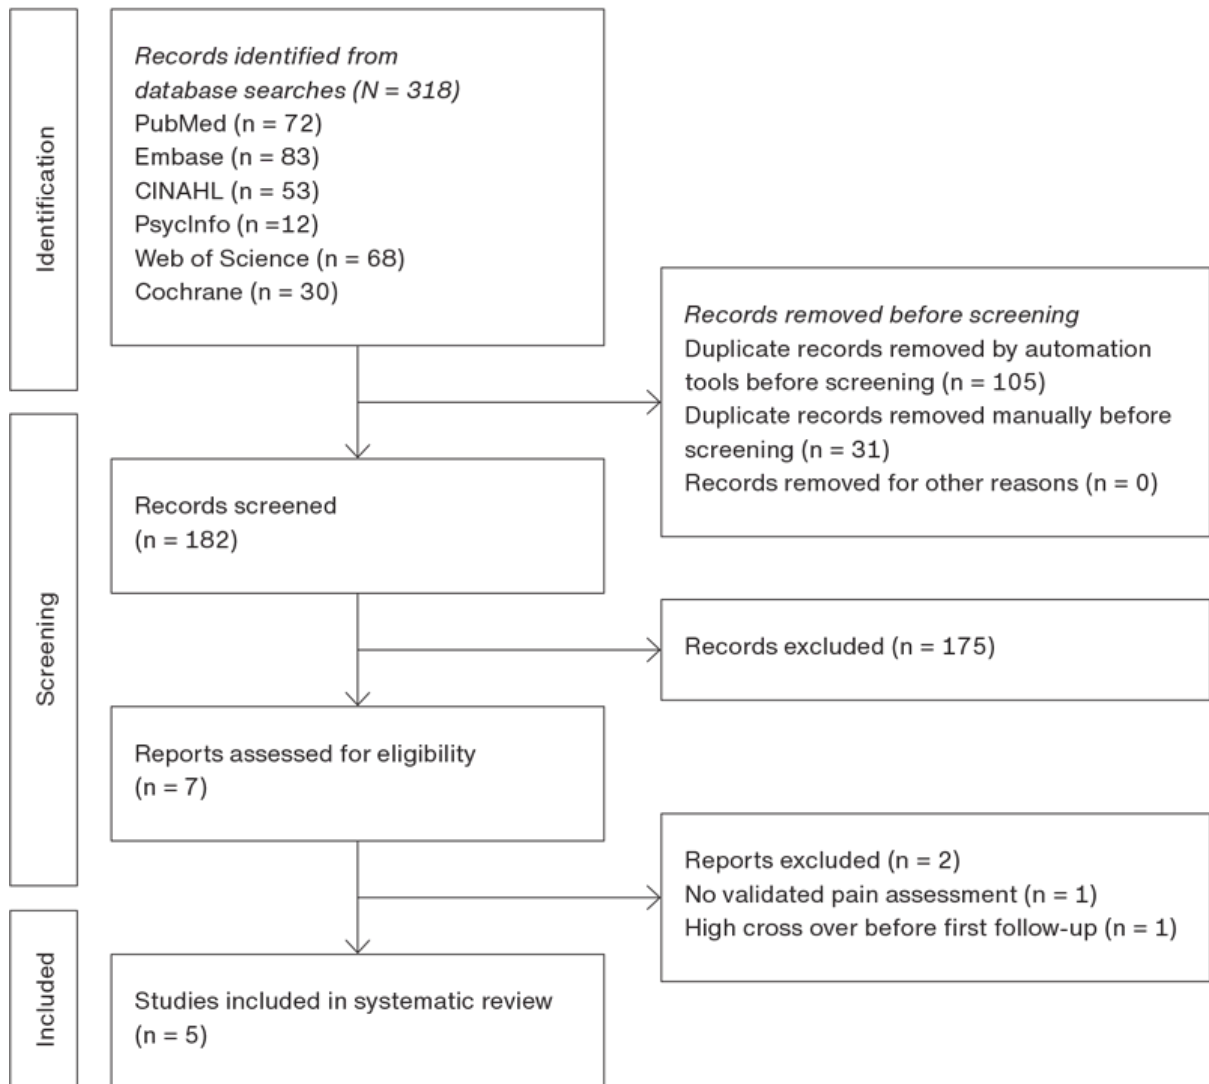 Identification
Records identified from
database searches (N = 318)
PubMed (n = 72)
Embase (n = 83)
CINAHL (n = 53)
PsycInfo (n =12)
Web of Science (n = 68)
Cochrane (n = 30)
Records removed before screening
Duplicate records removed by automation
tools before screening (n = 105)
Duplicate records removed manually before
screening (n = 31)
Records removed for other reasons (n = 0)
Screening
Records screened
(n = 182)
Records excluded (n = 175)
Reports assessed for eligibility
(n = 7)
Reports excluded (n = 2)
No validated pain assessment (n = 1)
High cross over before first follow-up (n = 1)
Included
Studies included in systematic review
(n = 5)